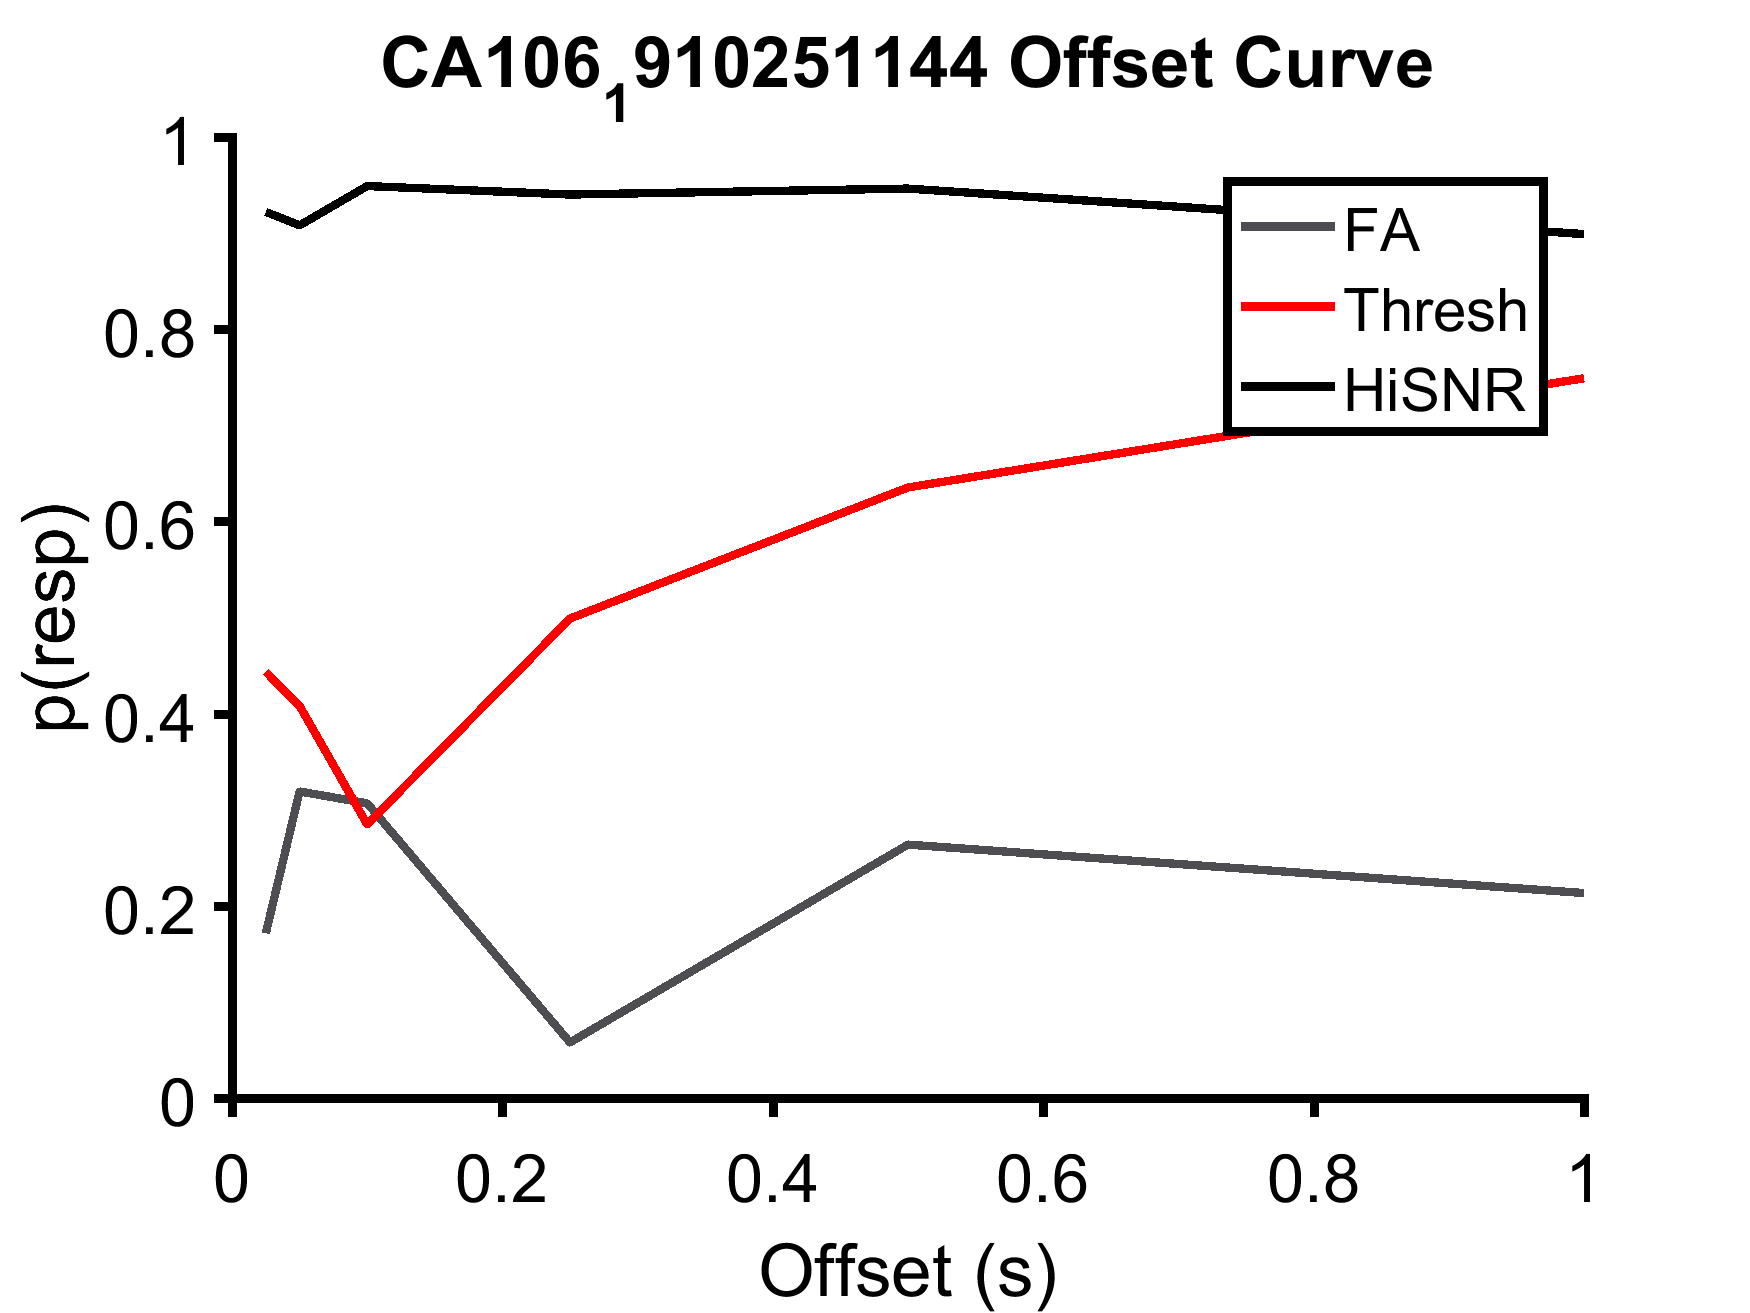 CA106₁910251144 Offset Curve
1
0.8
0.6
0.4
0.2
0
p(resp)
FA
Thresh
HiSNR
0 0.2 0.4 0.6 0.8 1
Offset (s)